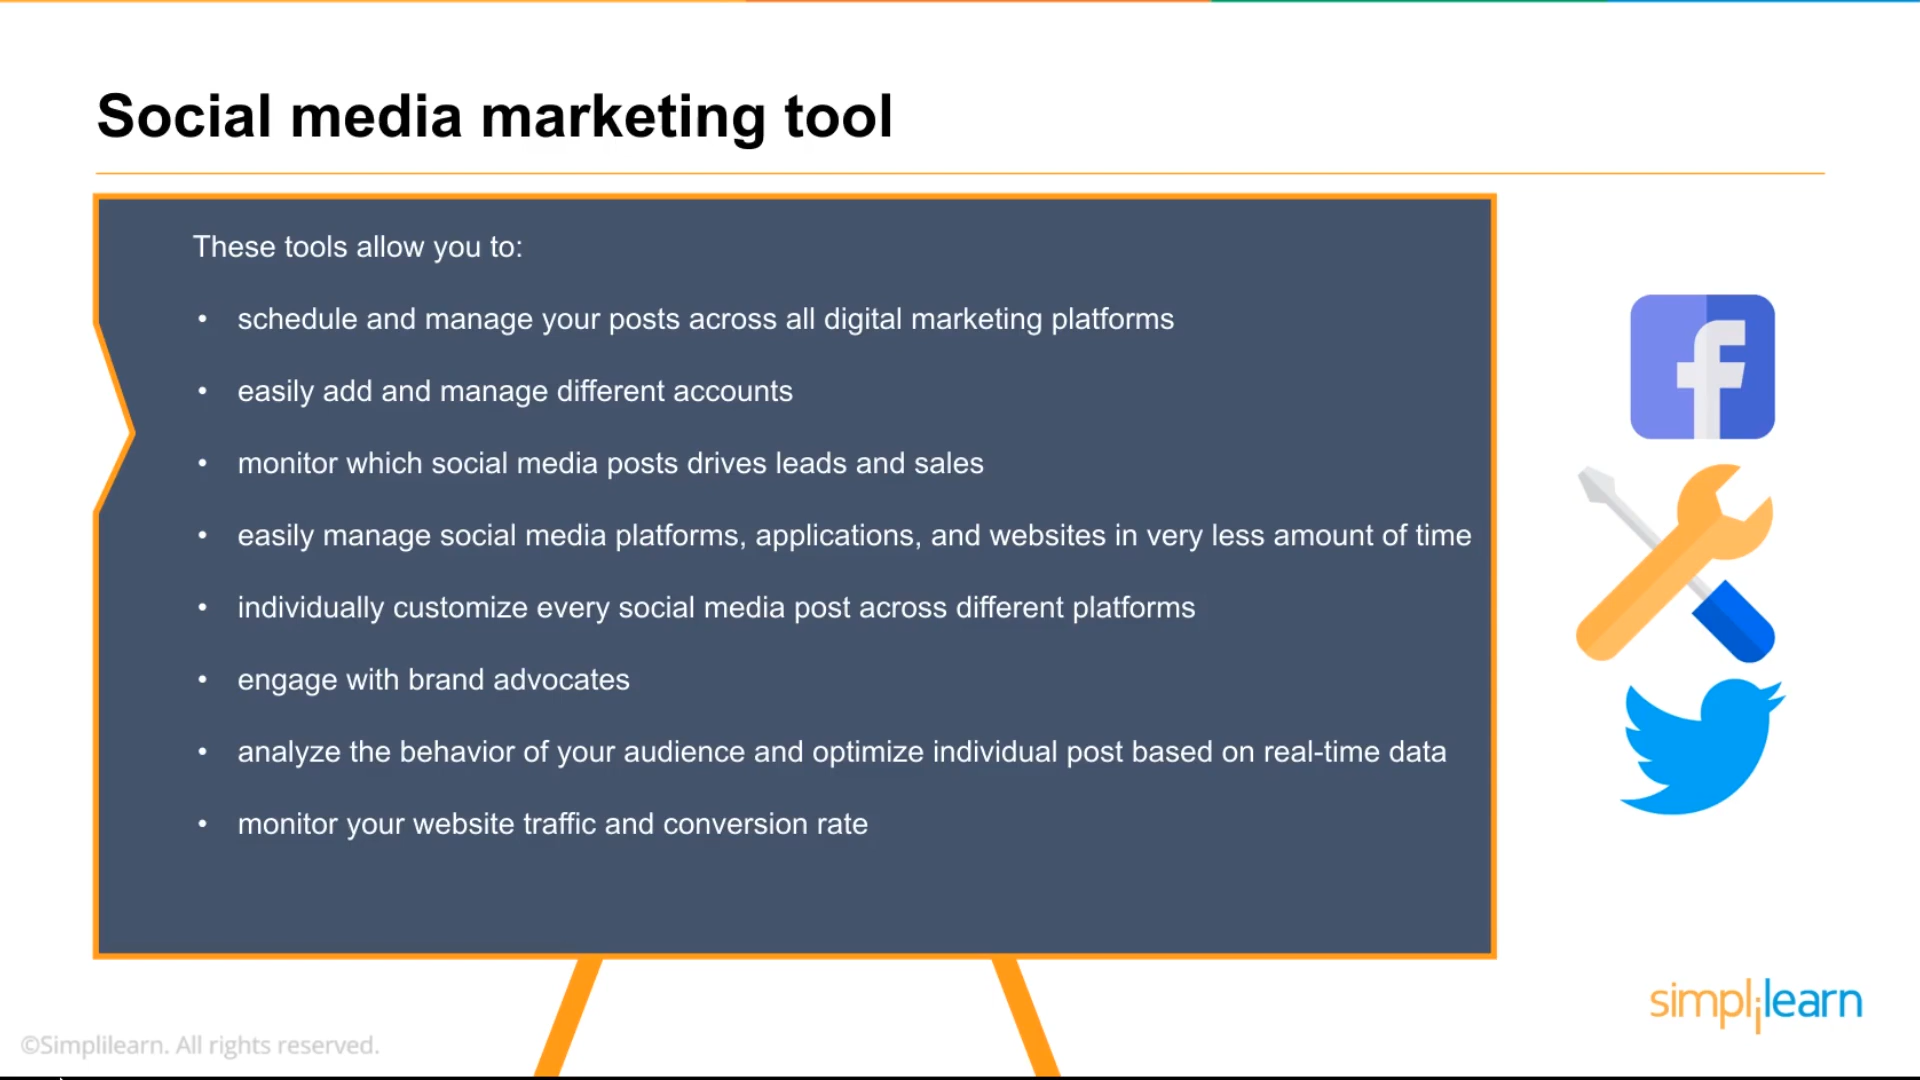 Social media marketing tool
These tools allow you to:
• schedule and manage your posts across all digital marketing platforms
• easily add and manage different accounts
• monitor which social media posts drives leads and sales
• easily manage social media platforms, applications, and websites in very less amount of time
• individually customize every social media post across different platforms
• engage with brand advocates
• analyze the behavior of your audience and optimize individual post based on real-time data
• monitor your website traffic and conversion rate
simplilearn
©Simplilearn. All rights reserved.